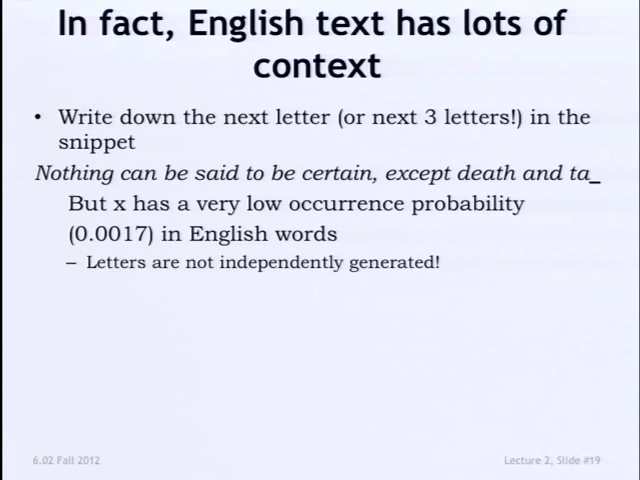 In fact, English text has lots of
context
• Write down the next letter (or next 3 letters!) in the
snippet
Nothing can be said to be certain, except death and ta_
But x has a very low occurrence probability
(0.0017) in English words
– Letters are not independently generated!
6.02 Fall 2012
Lecture 2, Slide #19